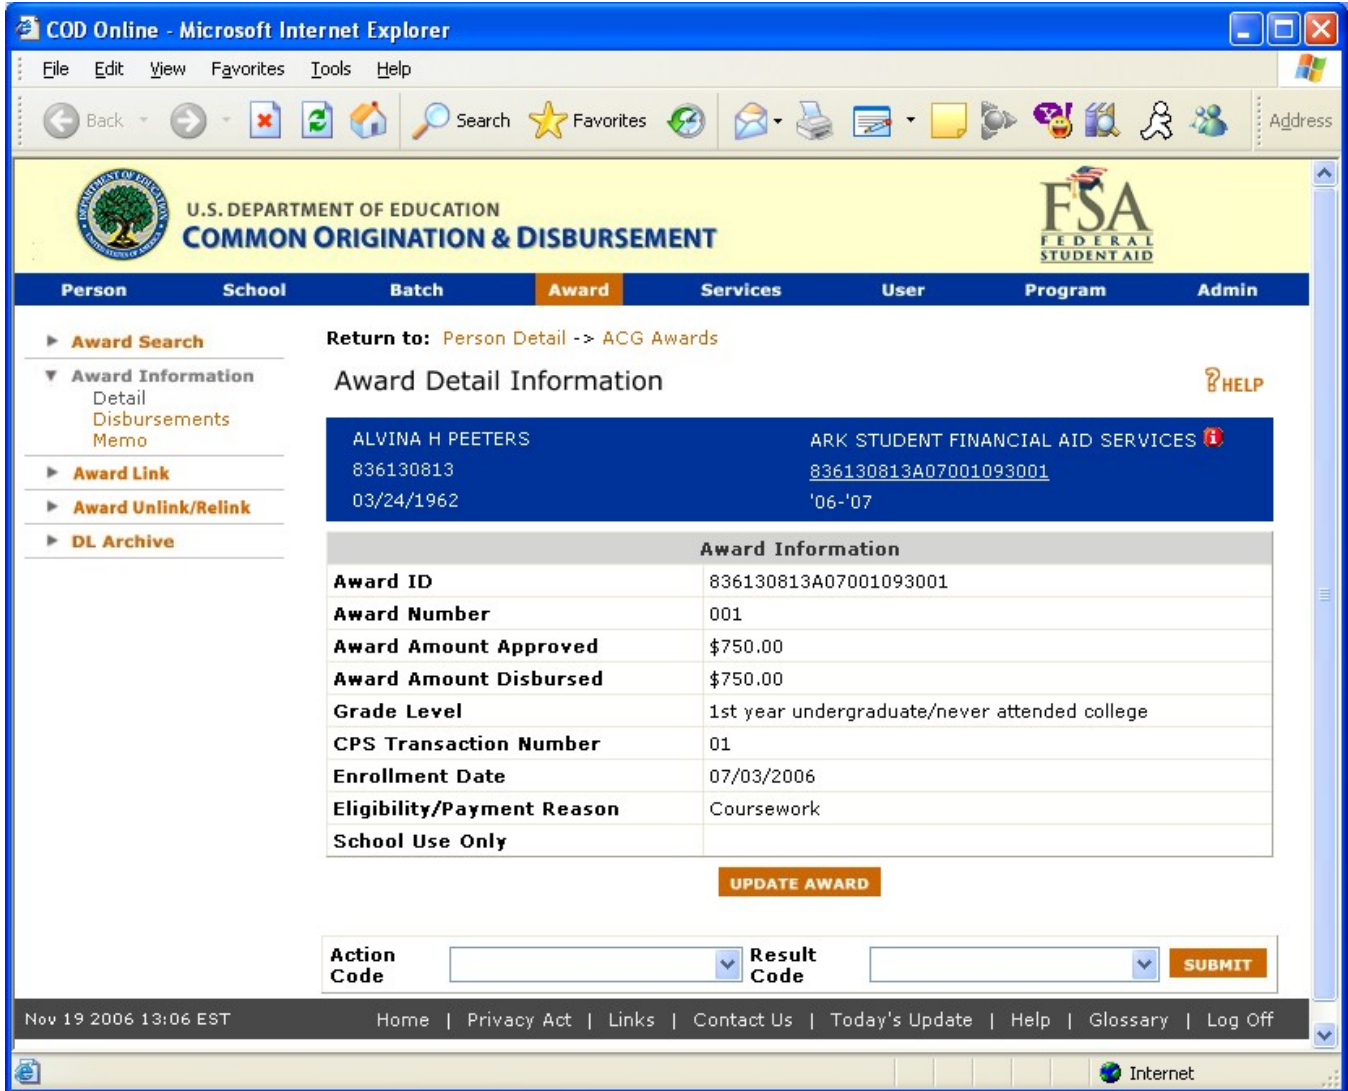 COD Online - Microsoft Internet Explorer
File Edit View Favorites Tools Help
Back Search Favorites Address
U.S. DEPARTMENT OF EDUCATION
COMMON ORIGINATION & DISBURSEMENT
FSA
FEDERAL
STUDENT AID
Person School Batch Award Services User Program Admin
Award Search
Award Information
Detail
Disbursements
Memo
Award Link
Award Unlink/Relink
DL Archive
Return to: Person Detail -> ACG Awards
Award Detail Information
?HELP
ALVINA H PEETERS ARK STUDENT FINANCIAL AID SERVICES
836130813 836130813A07001093001
03/24/1962 '06-'07
Award Information
Award ID 836130813A07001093001
Award Number 001
Award Amount Approved $750.00
Award Amount Disbursed $750.00
Grade Level 1st year undergraduate/never attended college
CPS Transaction Number 01
Enrollment Date 07/03/2006
Eligibility/Payment Reason Coursework
School Use Only
UPDATE AWARD
Action Code Result Code SUBMIT
Nov 19 2006 13:06 EST Home | Privacy Act | Links | Contact Us | Today's Update | Help | Glossary | Log Off
Internet